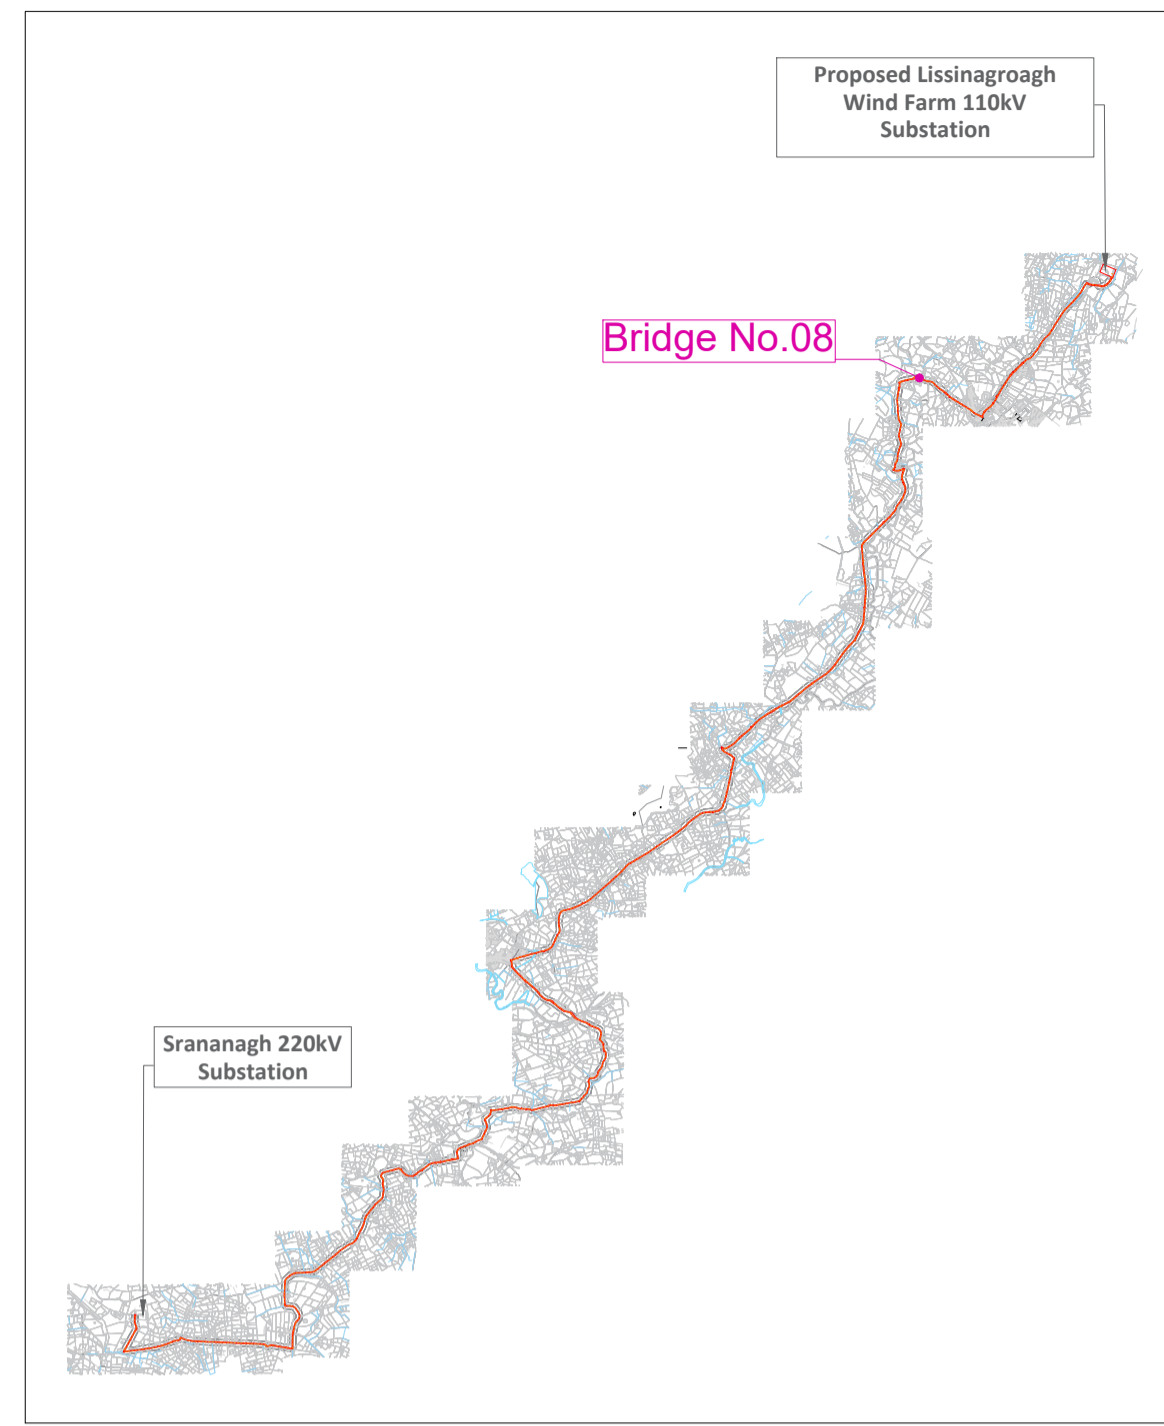 Proposed Lissinagroagh
Wind Farm 110kV
Substation
Bridge No.08
Srananagh 220kV
Substation